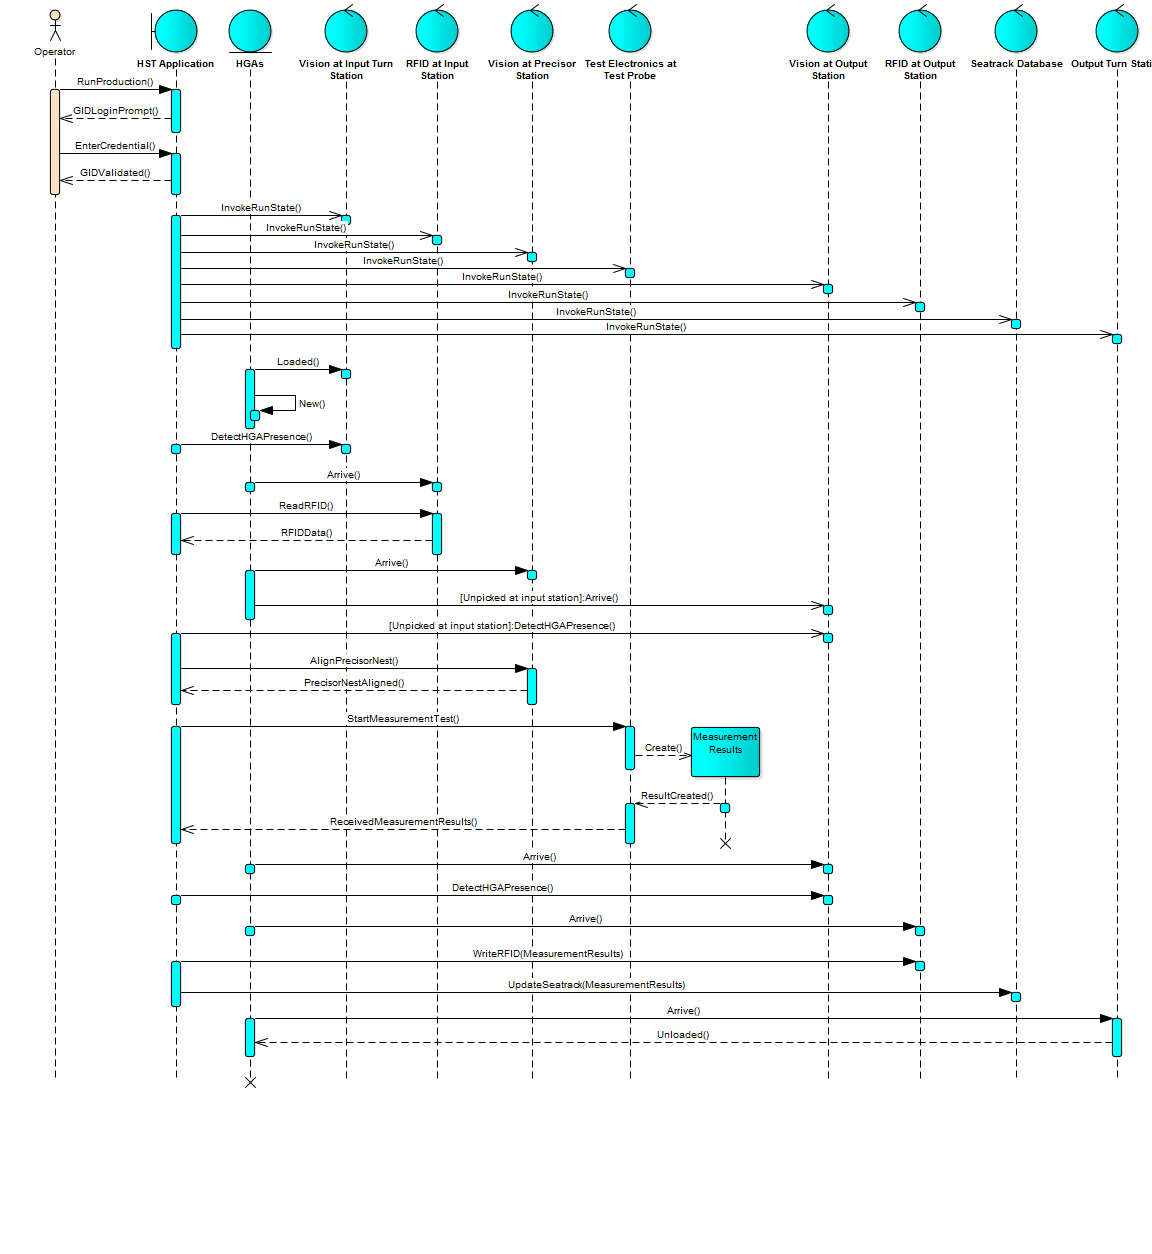 Operator
HST Application
HGAs
Vision at Input Turn
Station
RFID at Input
Station
Vision at Precisor
Station
Test Electronics at
Test Probe
Vision at Output
Station
RFID at Output
Station
Seatrack Database
Output Turn Stati
RunProduction()
GIDLoginPrompt()
EnterCredential()
GIDValidated()
InvokeRunState()
InvokeRunState()
InvokeRunState()
InvokeRunState()
InvokeRunState()
InvokeRunState()
InvokeRunState()
InvokeRunState()
Loaded()
New()
DetectHGAPresence()
Arrive()
ReadRFID()
RFIDData()
Arrive()
[Unpicked at input station]:Arrive()
[Unpicked at input station]:DetectHGAPresence()
AlignPrecisorNest()
PrecisorNestAligned()
StartMeasurementTest()
Measurement
Results
Create()
ResultCreated()
ReceivedMeasurementResults()
Arrive()
DetectHGAPresence()
Arrive()
WriteRFID(MeasurementResults)
UpdateSeatrack(MeasurementResults)
Arrive()
Unloaded()